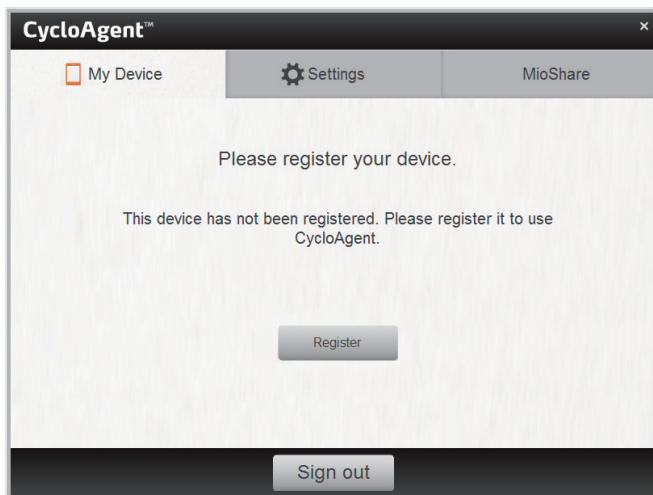 CycloAgent™
×
My Device
Settings
MioShare
Please register your device.
This device has not been registered. Please register it to use
CycloAgent.
Register
Sign out